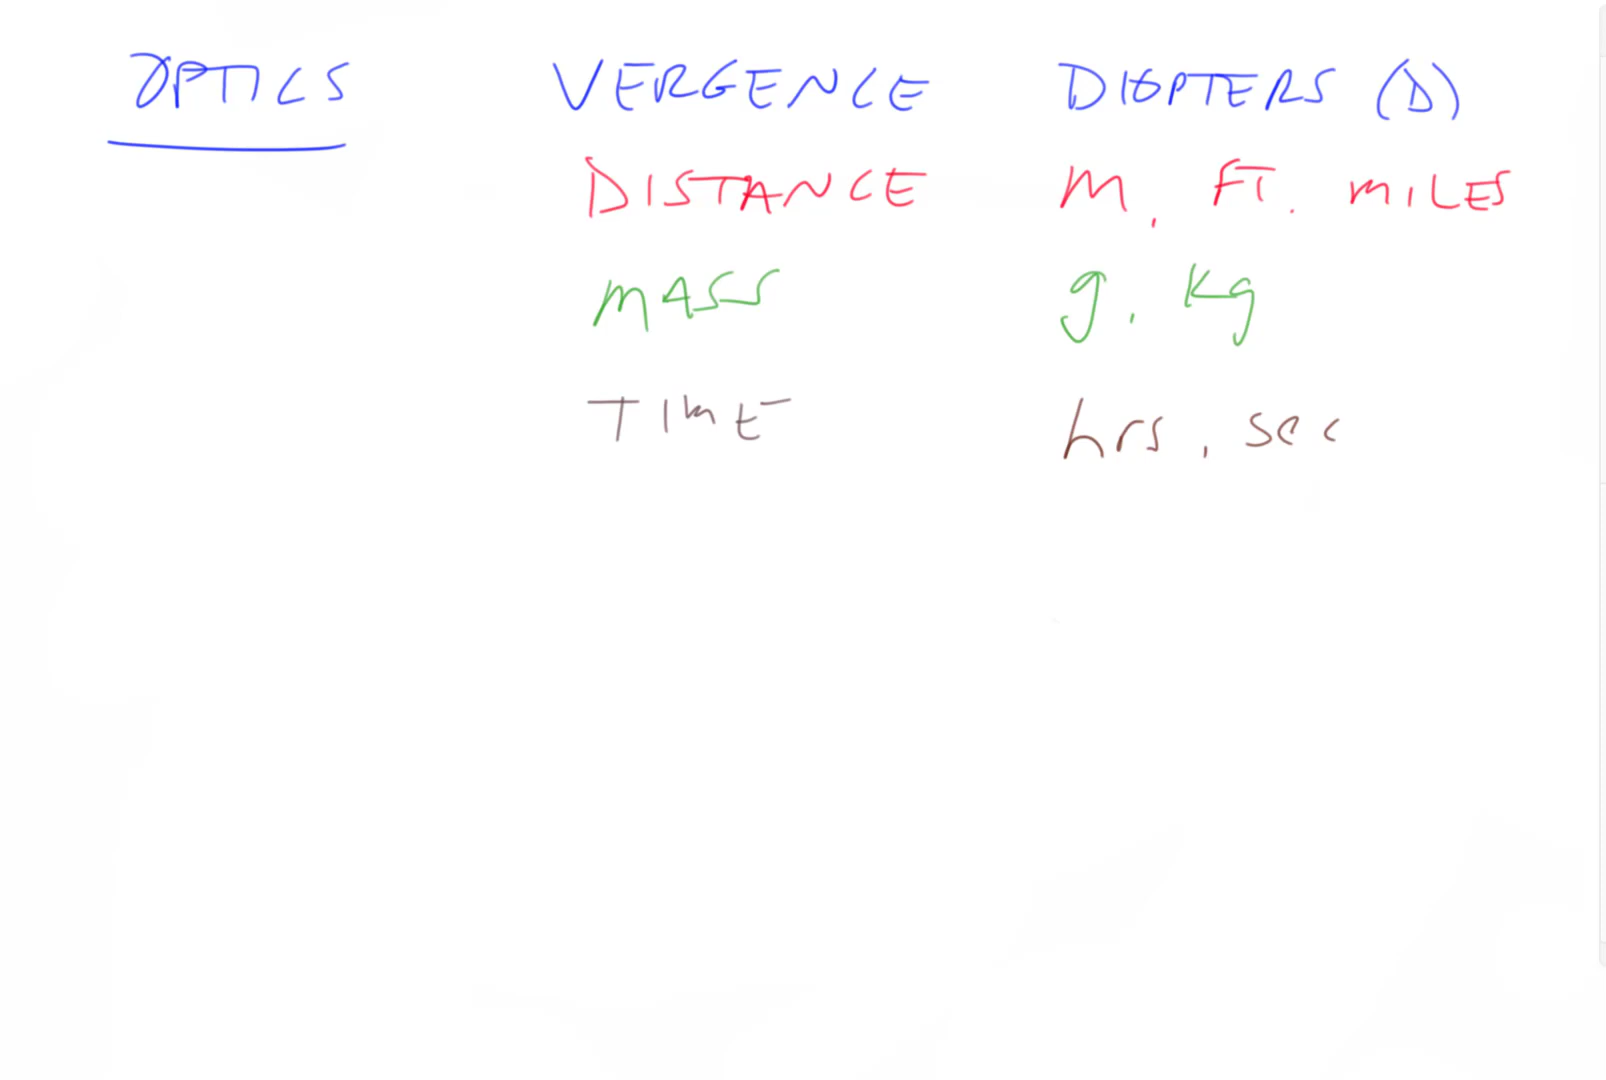 OPTICS VERGENCE DIOPTERS (D)
DISTANCE M, FT. MILES
MASS g, Kg
TIME hrs, sec